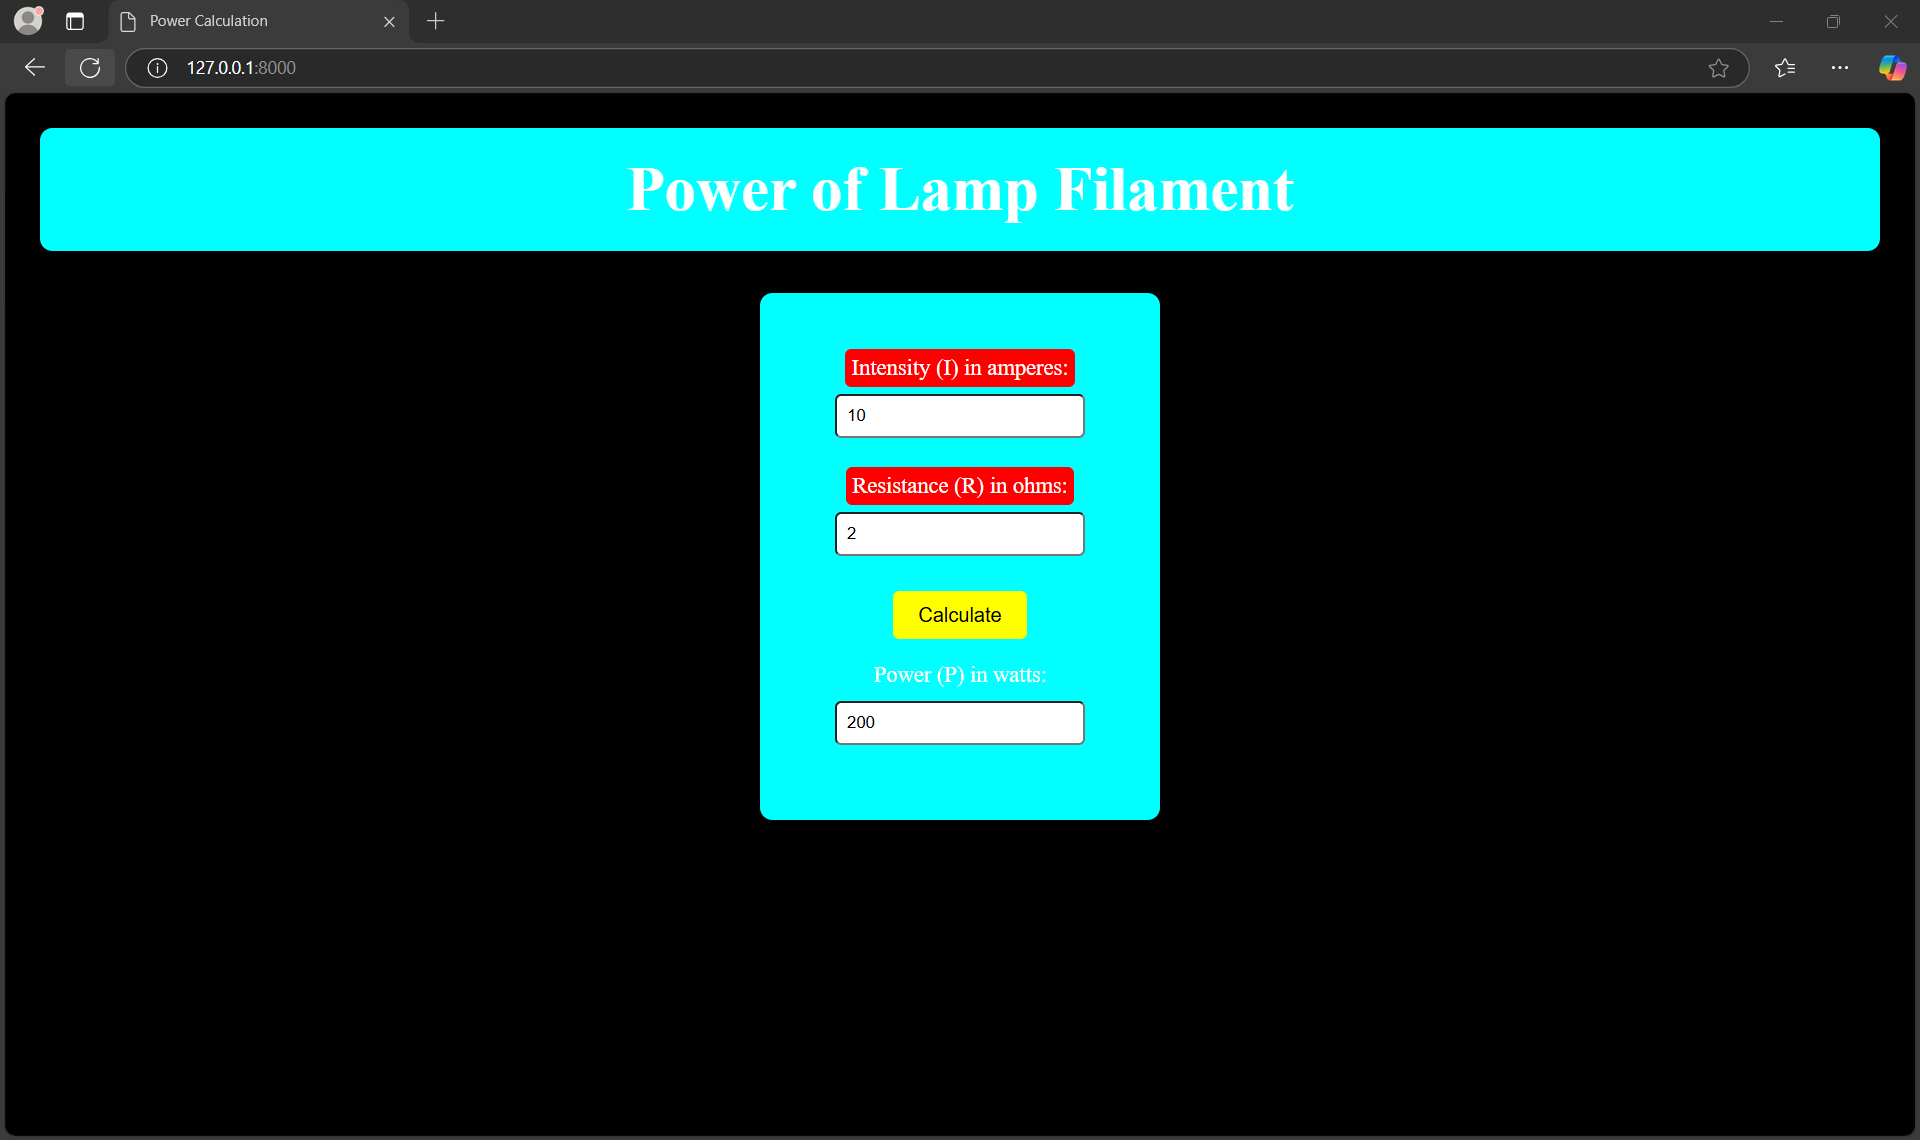 Power Calculation
127.0.0.1:8000
Power of Lamp Filament
Intensity (I) in amperes:
10
Resistance (R) in ohms:
2
Calculate
Power (P) in watts:
200